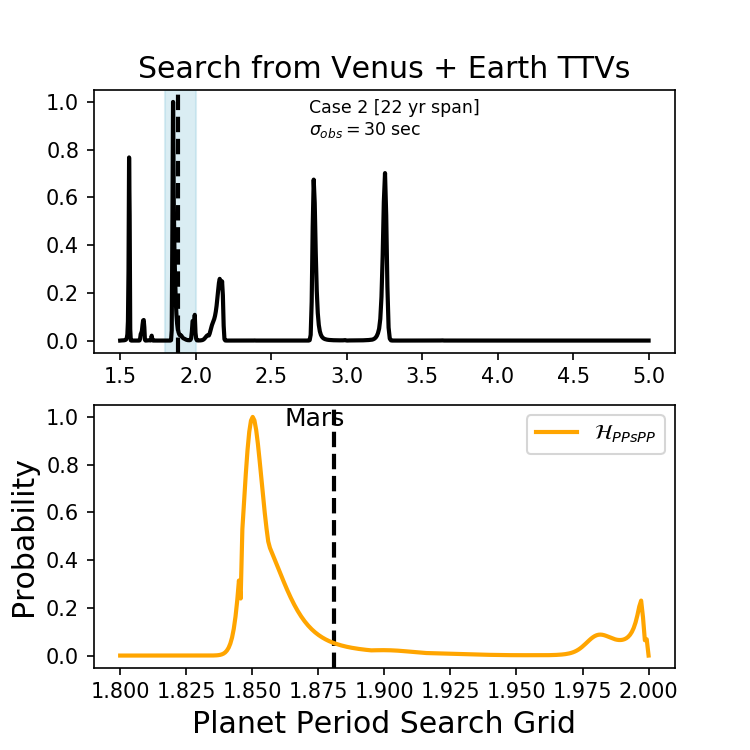 Search from Venus + Earth TTVs
Case 2 [22 yr span]
σ_obs = 30 sec
1.0
0.8
0.6
0.4
0.2
0.0
1.5 2.0 2.5 3.0 3.5 4.0 4.5 5.0
Mars
ℋ_PPsPP
Probability
1.0
0.8
0.6
0.4
0.2
0.0
1.800 1.825 1.850 1.875 1.900 1.925 1.950 1.975 2.000
Planet Period Search Grid